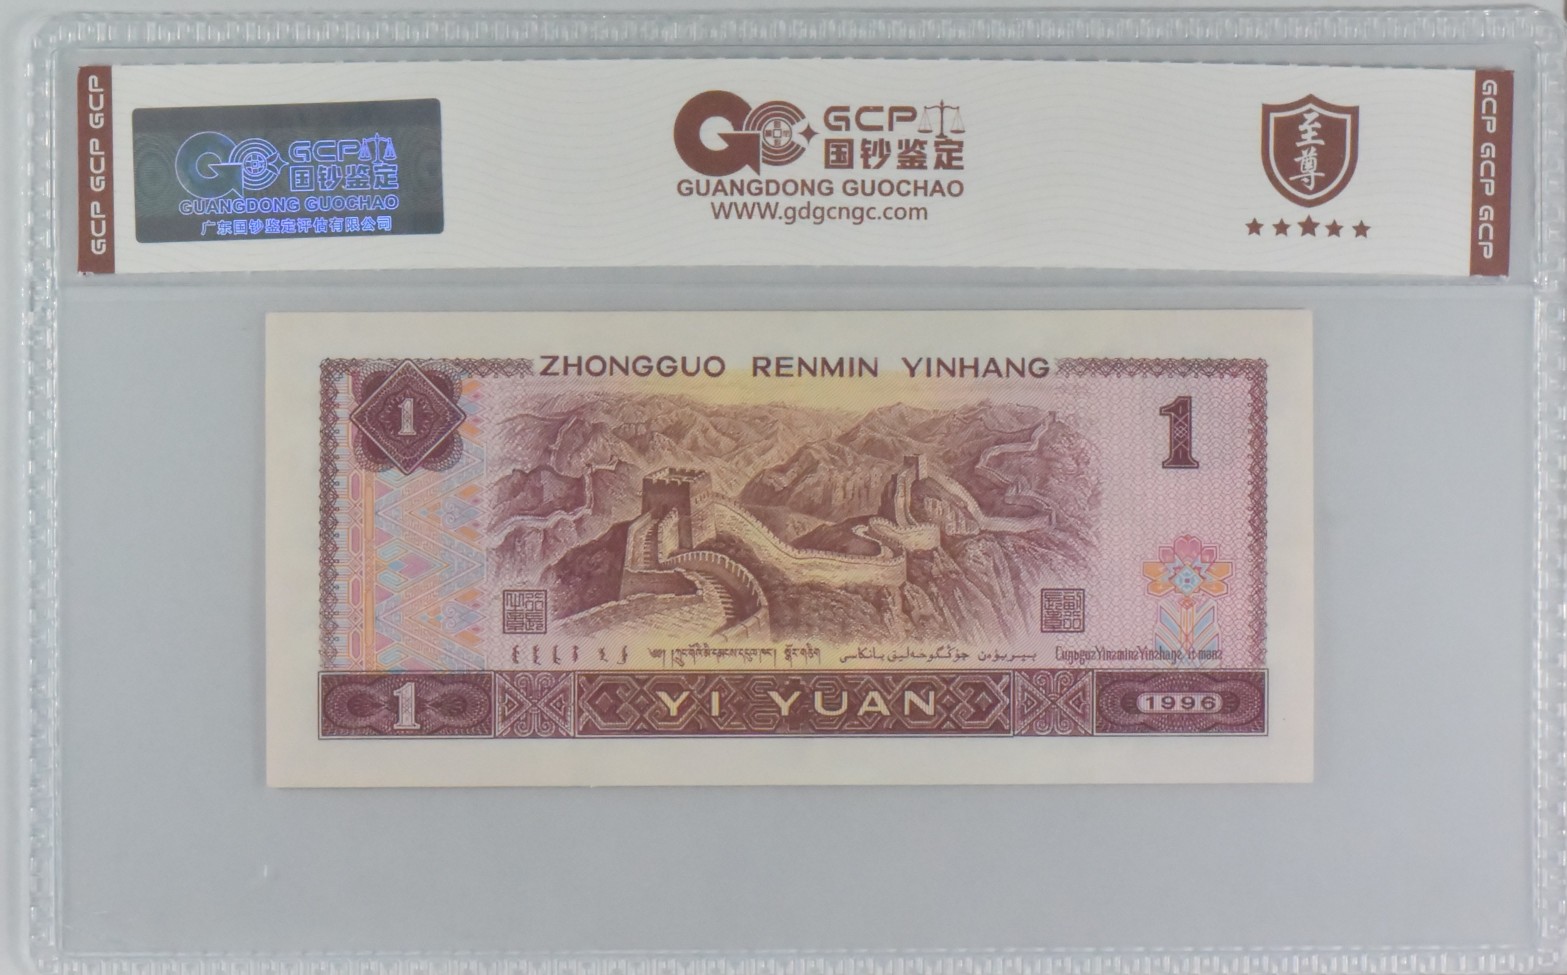 GCP GCP GCP
GCP
国钞鉴定
GUANGDONG GUOCHAO
广东国钞鉴定评估有限公司
GCP
国钞鉴定
GUANGDONG GUOCHAO
WWW.gdgcngc.com
至尊
GCP GCP GCP
ZHONGGUO RENMIN YINHANG
1
1
1
YI YUAN
1996